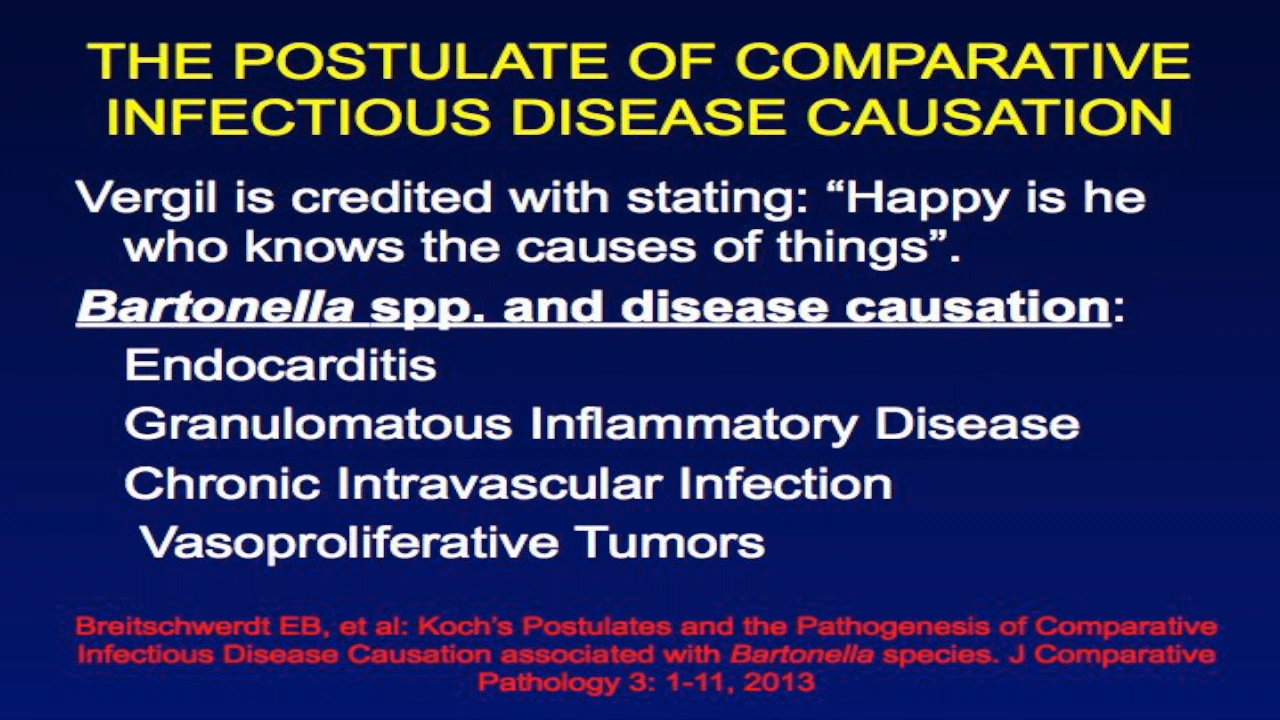 THE POSTULATE OF COMPARATIVE
INFECTIOUS DISEASE CAUSATION
Vergil is credited with stating: “Happy is he
who knows the causes of things”.
Bartonella spp. and disease causation:
Endocarditis
Granulomatous Inflammatory Disease
Chronic Intravascular Infection
Vasoproliferative Tumors
Breitschwerdt EB, et al: Koch’s Postulates and the Pathogenesis of Comparative
Infectious Disease Causation associated with Bartonella species. J Comparative
Pathology 3: 1-11, 2013